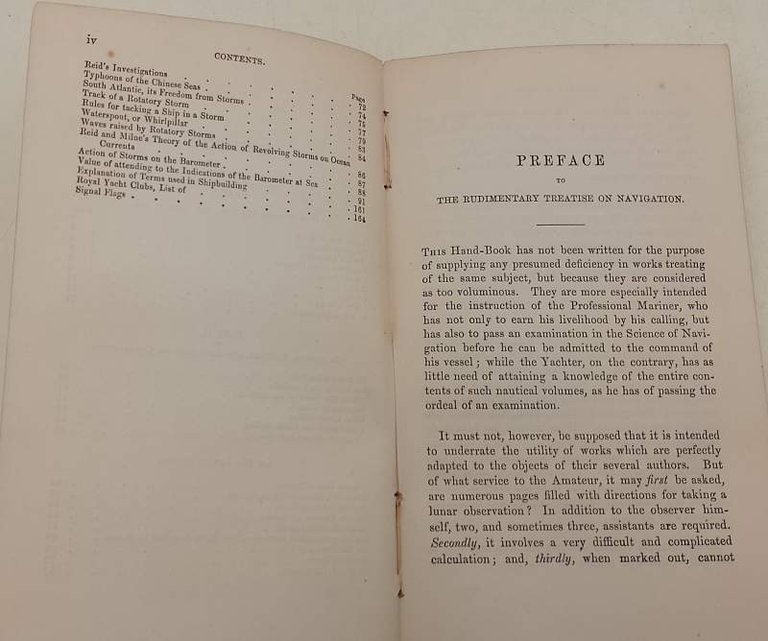 iv
CONTENTS.
Page
Reid's Investigations . . . . . . . 72
Typhoons of the Chinese Seas . . . . . . 74
South Atlantic, its Freedom from Storms . . . . . 75
Track of a Rotatory Storm . . . . . . 77
Rules for tacking a Ship in a Storm . . . . . 79
Waterspout, or Whirlpillar . . . . . . 83
Waves raised by Rotatory Storms . . . . . 84
Reid and Milne's Theory of the Action of Revolving Storms on Ocean
Currents . . . . . . . 86
Action of Storms on the Barometer . . . . . 87
Value of attending to the Indications of the Barometer at Sea . . 88
Explanation of Terms used in Shipbuilding . . . . 91
Royal Yacht Clubs, List of . . . . . . 161
Signal Flags . . . . . . . . 164
PREFACE
TO
THE RUDIMENTARY TREATISE ON NAVIGATION.
THIS Hand-Book has not been written for the purpose
of supplying any presumed deficiency in works treating
of the same subject, but because they are considered
as too voluminous. They are more especially intended
for the instruction of the Professional Mariner, who
has not only to earn his livelihood by his calling, but
has also to pass an examination in the Science of Navi-
gation before he can be admitted to the command of
his vessel; while the Yachter, on the contrary, has as
little need of attaining a knowledge of the entire con-
tents of such nautical volumes, as he has of passing the
ordeal of an examination.
It must not, however, be supposed that it is intended
to underrate the utility of works which are perfectly
adapted to the objects of their several authors. But
of what service to the Amateur, it may first be asked,
are numerous pages filled with directions for taking a
lunar observation? In addition to the observer him-
self, two, and sometimes three, assistants are required.
Secondly, it involves a very difficult and complicated
calculation; and, thirdly, when marked out, cannot